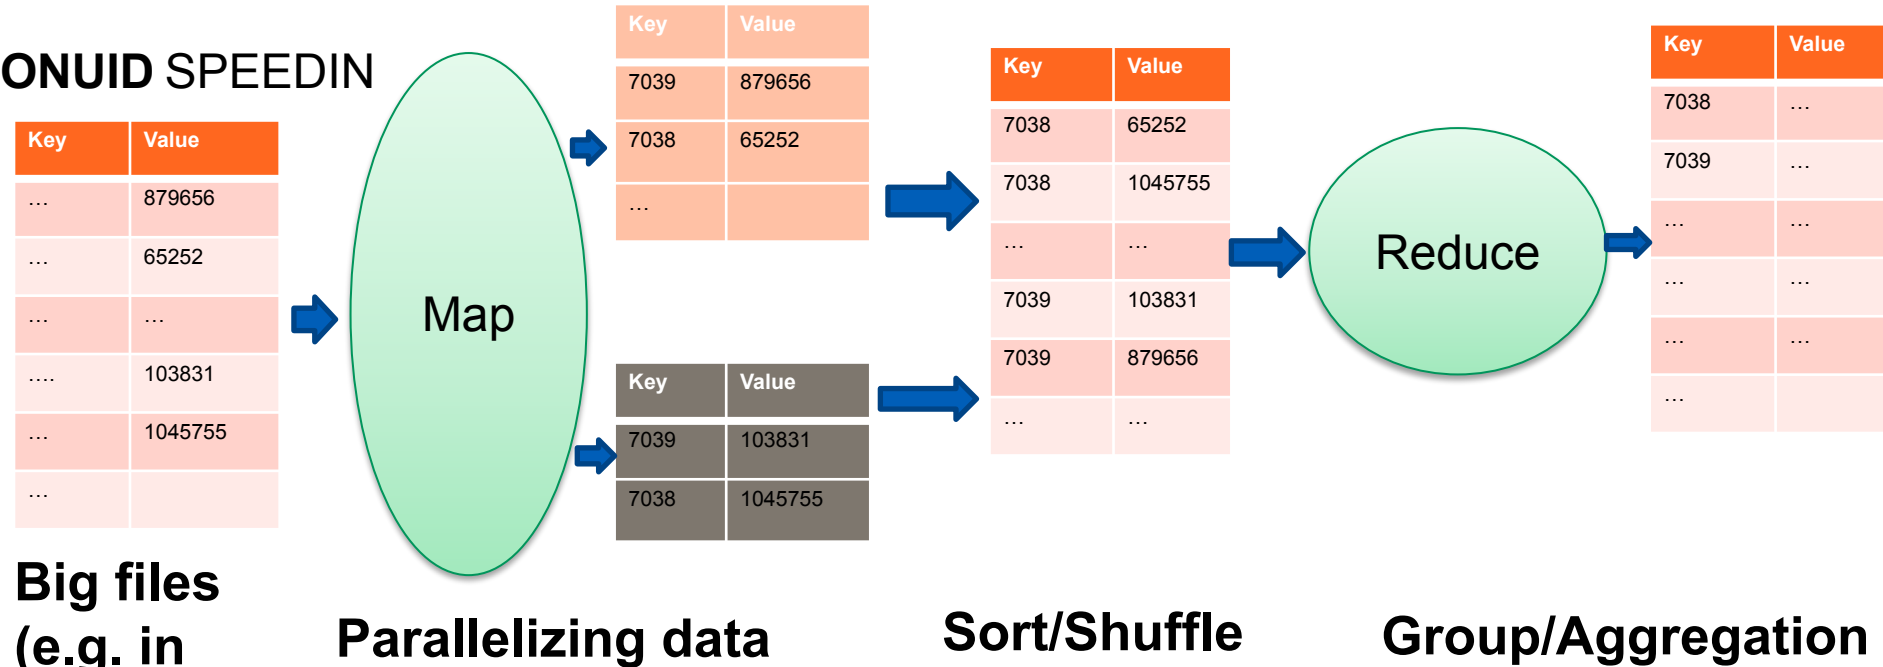 ONUID SPEEDIN
Key Value
… 879656
… 65252
… …
…. 103831
… 1045755
…
Big files
(e.g. in
Map
Key Value
7039 879656
7038 65252
…
Key Value
7039 103831
7038 1045755
Parallelizing data
Key Value
7038 65252
7038 1045755
… …
7039 103831
7039 879656
… …
Sort/Shuffle
Reduce
Key Value
7038 …
7039 …
… …
… …
… …
…
Group/Aggregation